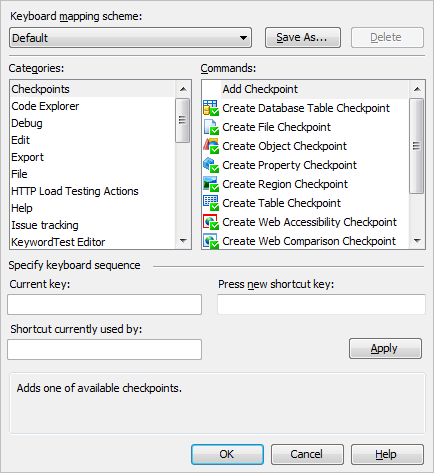 Keyboard mapping scheme:
Default
Save As...
Delete
Categories:
Checkpoints
Code Explorer
Debug
Edit
Export
File
HTTP Load Testing Actions
Help
Issue tracking
KeywordTest Editor
Commands:
Add Checkpoint
Create Database Table Checkpoint
Create File Checkpoint
Create Object Checkpoint
Create Property Checkpoint
Create Region Checkpoint
Create Table Checkpoint
Create Web Accessibility Checkpoint
Create Web Comparison Checkpoint
Specify keyboard sequence
Current key:
Press new shortcut key:
Shortcut currently used by:
Apply
Adds one of available checkpoints.
OK
Cancel
Help